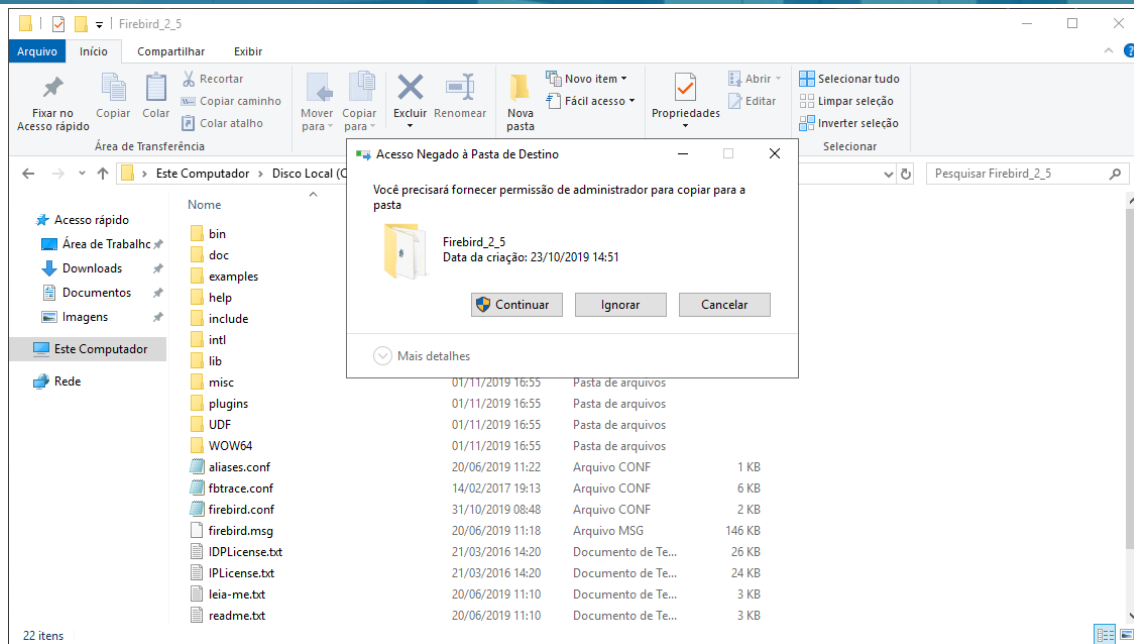 Firebird_2_5
Arquivo Início Compartilhar Exibir
Fixar no Acesso rápido
Copiar
Colar
Recortar
Copiar caminho
Colar atalho
Área de Transferência
Mover para
Copiar para
Excluir
Renomear
Nova pasta
Novo item
Fácil acesso
Propriedades
Abrir
Editar
Selecionar tudo
Limpar seleção
Inverter seleção
Selecionar
Este Computador > Disco Local (C
Pesquisar Firebird_2_5
Acesso rápido
Área de Trabalhc
Downloads
Documentos
Imagens
Este Computador
Rede
Acesso Negado à Pasta de Destino
Você precisará fornecer permissão de administrador para copiar para a
pasta
Firebird_2_5
Data da criação: 23/10/2019 14:51
Continuar Ignorar Cancelar
Mais detalhes
Nome
bin
doc
examples
help
include
intl
lib
misc 01/11/2019 16:55 Pasta de arquivos
plugins 01/11/2019 16:55 Pasta de arquivos
UDF 01/11/2019 16:55 Pasta de arquivos
WOW64 01/11/2019 16:55 Pasta de arquivos
aliases.conf 20/06/2019 11:22 Arquivo CONF 1 KB
fbtrace.conf 14/02/2017 19:13 Arquivo CONF 6 KB
firebird.conf 31/10/2019 08:48 Arquivo CONF 2 KB
firebird.msg 20/06/2019 11:18 Arquivo MSG 146 KB
IDPLicense.txt 21/03/2016 14:20 Documento de Te... 26 KB
IPLicense.txt 21/03/2016 14:20 Documento de Te... 24 KB
leia-me.txt 20/06/2019 11:10 Documento de Te... 3 KB
readme.txt 20/06/2019 11:10 Documento de Te... 3 KB
22 itens